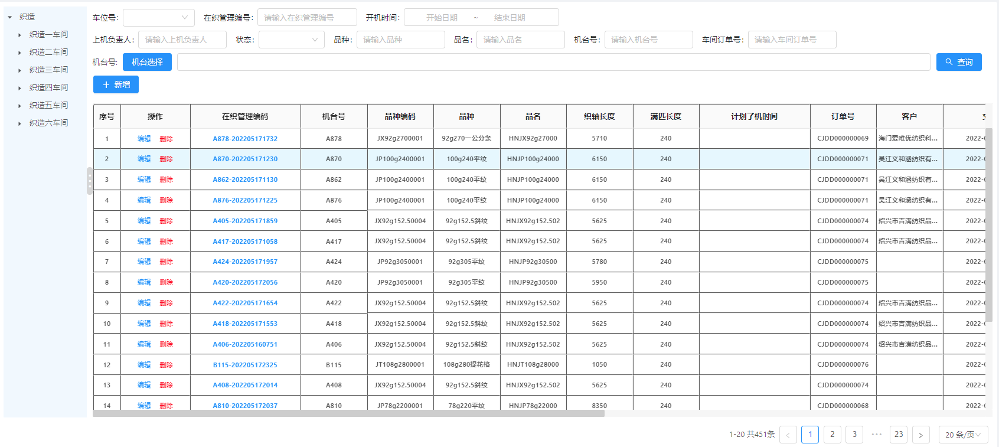 织造
织造一车间
织造二车间
织造三车间
织造四车间
织造五车间
织造六车间
车位号: 在织管理编号: 请输入在织管理编号 开机时间: 开始日期 ~ 结束日期
上机负责人: 请输入上机负责人 状态: 品种: 请输入品种 品名: 请输入品名 机台号: 请输入机台号 车间订单号: 请输入车间订单号
机台号: 机台选择 查询
+ 新增
序号 操作 在织管理编码 机台号 品种编码 品种 品名 织轴长度 满匹长度 计划了机时间 订单号 客户
1 编辑 删除 A878-202205171732 A878 JX92g2700001 92g270一公分条 HNJX92g27000 5710 240 CJDD000000069 海门爱唯优纺织科... 2022-
2 编辑 删除 A870-202205171230 A870 JP100g2400001 100g240平纹 HNJP100g24000 6150 240 CJDD000000071 吴江义和涵纺织有... 2022-
3 编辑 删除 A862-202205171130 A862 JP100g2400001 100g240平纹 HNJP100g24000 6150 240 CJDD000000071 吴江义和涵纺织有... 2022-
4 编辑 删除 A876-202205171225 A876 JP100g2400001 100g240平纹 HNJP100g24000 6150 240 CJDD000000071 吴江义和涵纺织有... 2022-
5 编辑 删除 A405-202205171859 A405 JX92g152.50004 92g152.5斜纹 HNJX92g152.502 5625 240 CJDD000000074 绍兴市吉满纺织品... 2022-
6 编辑 删除 A417-202205171058 A417 JX92g152.50004 92g152.5斜纹 HNJX92g152.502 5625 240 CJDD000000074 绍兴市吉满纺织品... 2022-
7 编辑 删除 A424-202205171957 A424 JP92g3050001 92g305平纹 HNJP92g30500 5780 240 CJDD000000075 2022-
8 编辑 删除 A420-202205172056 A420 JP92g3050001 92g305平纹 HNJP92g30500 5950 240 CJDD000000075 2022-
9 编辑 删除 A422-202205171654 A422 JX92g152.50004 92g152.5斜纹 HNJX92g152.502 5625 240 CJDD000000074 绍兴市吉满纺织品... 2022-
10 编辑 删除 A418-202205171553 A418 JX92g152.50004 92g152.5斜纹 HNJX92g152.502 5625 240 CJDD000000074 绍兴市吉满纺织品... 2022-
11 编辑 删除 A406-202205160751 A406 JX92g152.50004 92g152.5斜纹 HNJX92g152.502 5625 240 CJDD000000074 绍兴市吉满纺织品... 2022-
12 编辑 删除 B115-202205172325 B115 JT108g2800001 108g280提花格 HNJT108g28000 1050 240 CJDD000000076 2022-
13 编辑 删除 A408-202205172014 A408 JX92g152.50004 92g152.5斜纹 HNJX92g152.502 5625 240 CJDD000000074 2022-
14 编辑 删除 A810-202205172037 A810 JP78g2200001 78g220平纹 HNJP78g22000 8350 240 CJDD000000068 2022-
1-20 共451条 < 1 2 3 ••• 23 > 20 条/页